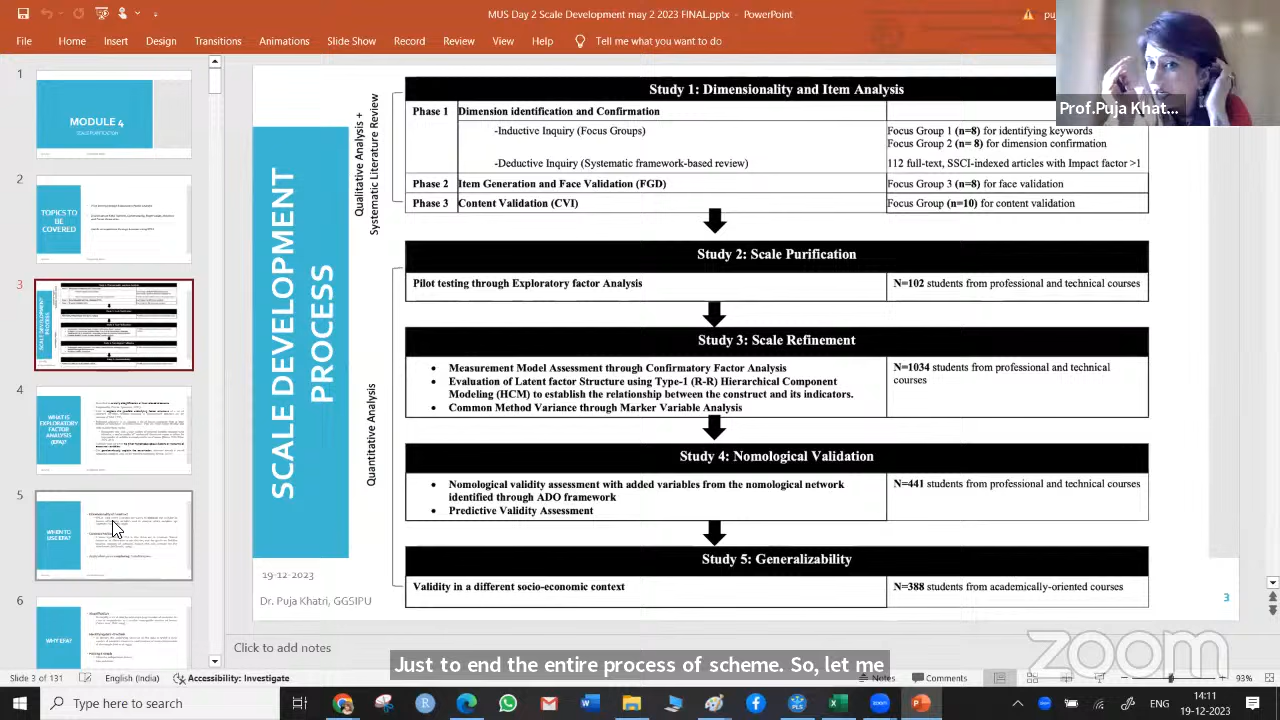 MUS Day 2 Scale Development may 2 2023 FINAL.pptx - PowerPoint
File Home Insert Design Transitions Animations Slide Show Record Review View Help Tell me what you want to do
Prof.Puja Khat...
1
MODULE 4
SCALE PURIFICATION
2
TOPICS TO
BE
COVERED
3
4
WHAT IS
EXPLORATORY
FACTOR
ANALYSIS
(EFA)?
5
WHEN TO
USE EFA?
6
WHY EFA?
SCALE DEVELOPMENT
PROCESS
19-12-2023
Dr. Puja Khatri, GGSIPU
Qualitative Analysis +
Systematic Literature Review
Quantitative Analysis
Study 1: Dimensionality and Item Analysis
Phase 1 Dimension identification and Confirmation
-Inductive Inquiry (Focus Groups) Focus Group 1 (n=8) for identifying keywords
Focus Group 2 (n= 8) for dimension confirmation
-Deductive Inquiry (Systematic framework-based review) 112 full-text, SSCI-indexed articles with Impact factor >1
Phase 2 Item Generation and Face Validation (FGD) Focus Group 3 (n=8) for face validation
Phase 3 Content Validation (CVI) Focus Group (n=10) for content validation
Study 2: Scale Purification
Pilot testing through Exploratory factor Analysis N=102 students from professional and technical courses
Study 3: Scale Refinement
• Measurement Model Assessment through Confirmatory Factor Analysis N=1034 students from professional and technical
• Evaluation of Latent factor Structure using Type-1 (R-R) Hierarchical Component courses
Modeling (HCM) to establish the relationship between the construct and its indicators.
• Common Method Variance through Marker Variable Analysis
Study 4: Nomological Validation
• Nomological validity assessment with added variables from the nomological network N=441 students from professional and technical courses
identified through ADO framework
• Predictive Validity Assessment
Study 5: Generalizability
Validity in a different socio-economic context N=388 students from academically-oriented courses
3
Click to add notes
Just to end the entire process of scheme. So, let me
zoom
Slide 3 of 131 English (India) Accessibility: Investigate Notes Comments 93%
Type here to search
ENG 14:11
19-12-2023